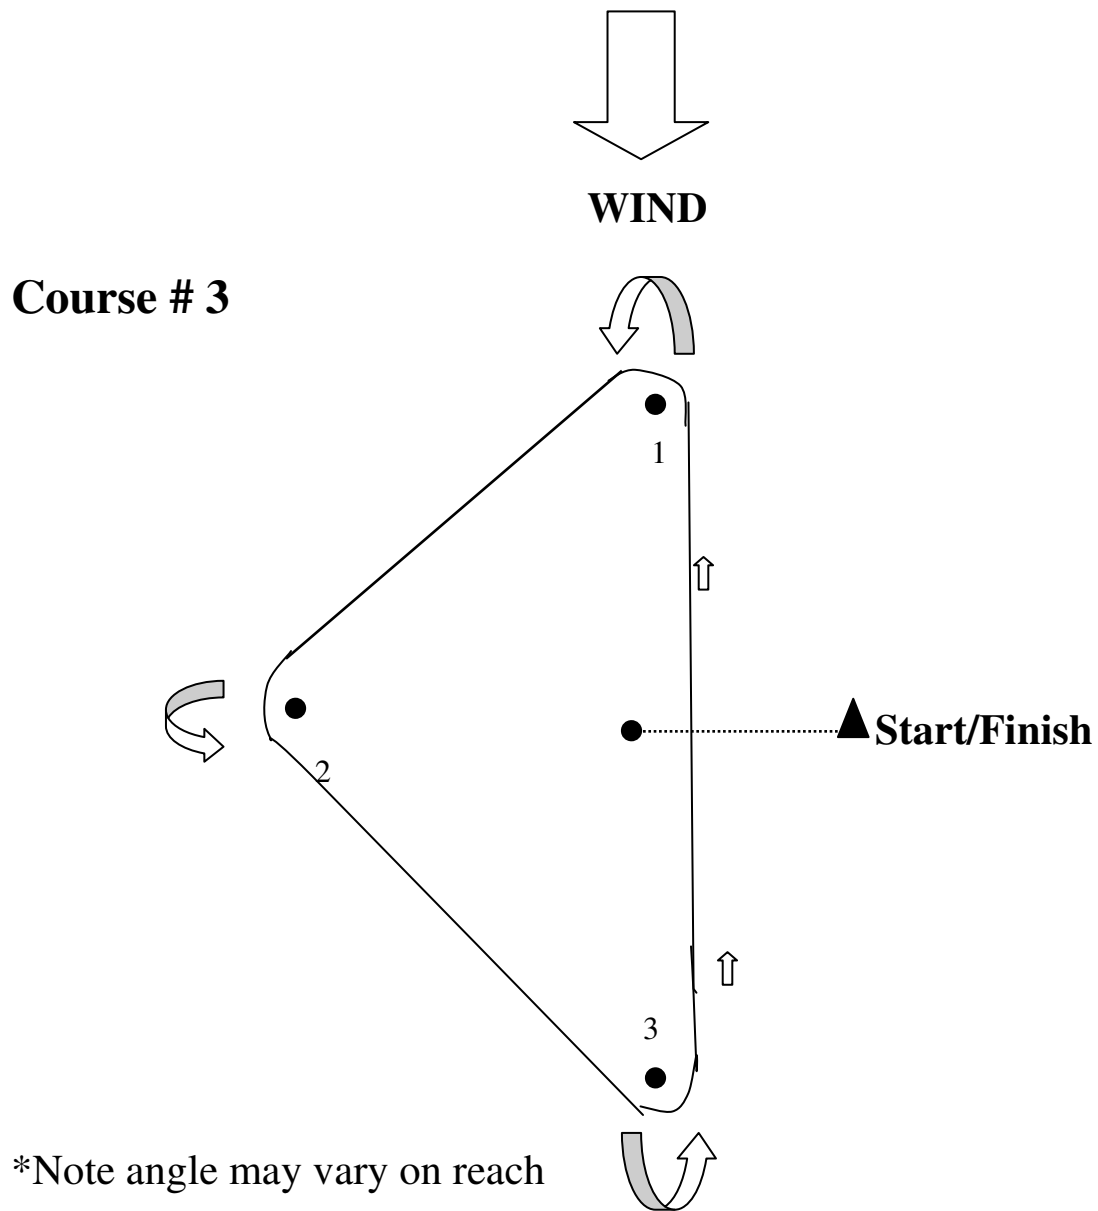 WIND
Course # 3
1
2
Start/Finish
3
*Note angle may vary on reach